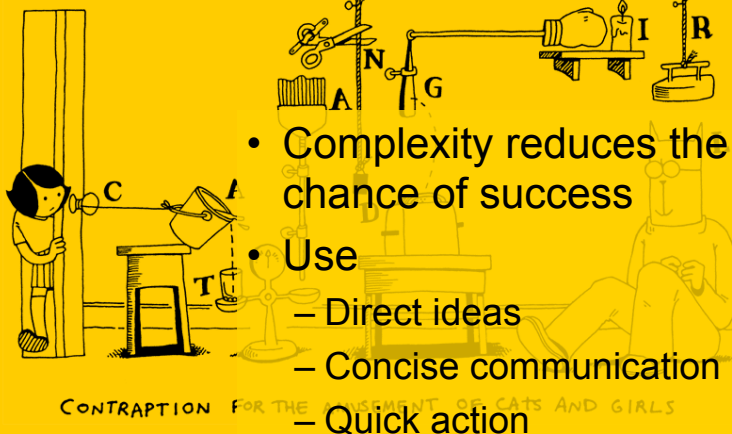 I
R
N
G
A
• Complexity reduces the
chance of success
C
A
D
• Use
T
– Direct ideas
– Concise communication
CONTRAPTION FOR THE AMUSEMENT OF CATS AND GIRLS
– Quick action